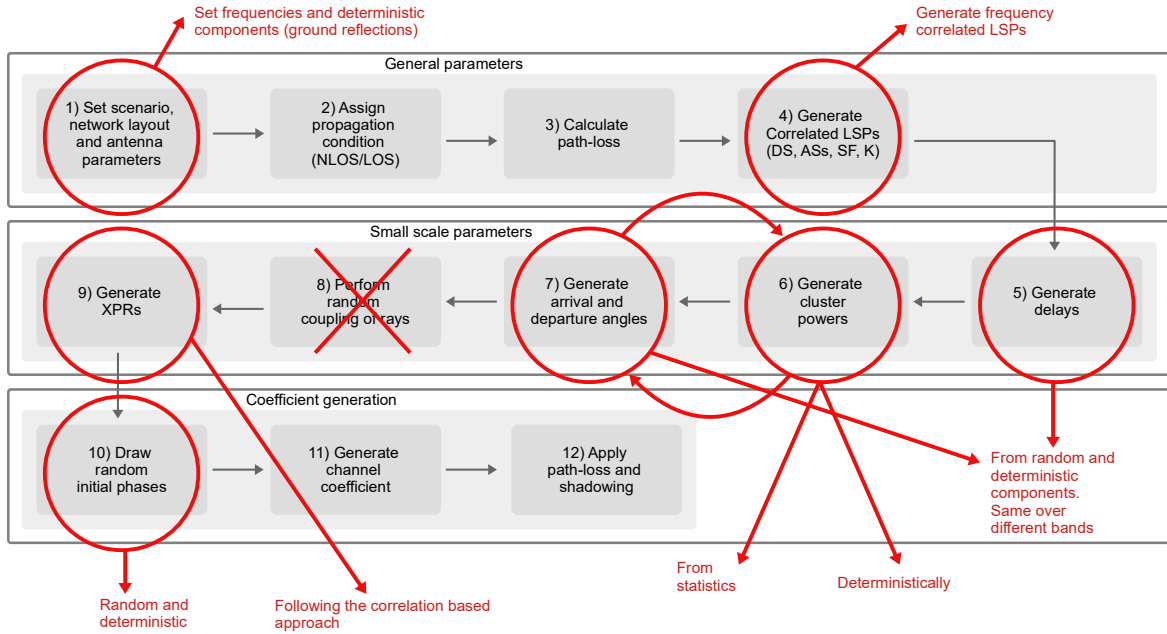 Set frequencies and deterministic
components (ground reflections)
Generate frequency
correlated LSPs
General parameters
1) Set scenario,
network layout
and antenna
parameters
2) Assign
propagation
condition
(NLOS/LOS)
3) Calculate
path-loss
4) Generate
Correlated LSPs
(DS, ASs, SF, K)
Small scale parameters
9) Generate
XPRs
8) Perform
random
coupling of rays
7) Generate
arrival and
departure angles
6) Generate
cluster
powers
5) Generate
delays
Coefficient generation
10) Draw
random
initial phases
11) Generate
channel
coefficient
12) Apply
path-loss and
shadowing
From random and
deterministic
components.
Same over
different bands
From
statistics
Deterministically
Random and
deterministic
Following the correlation based
approach